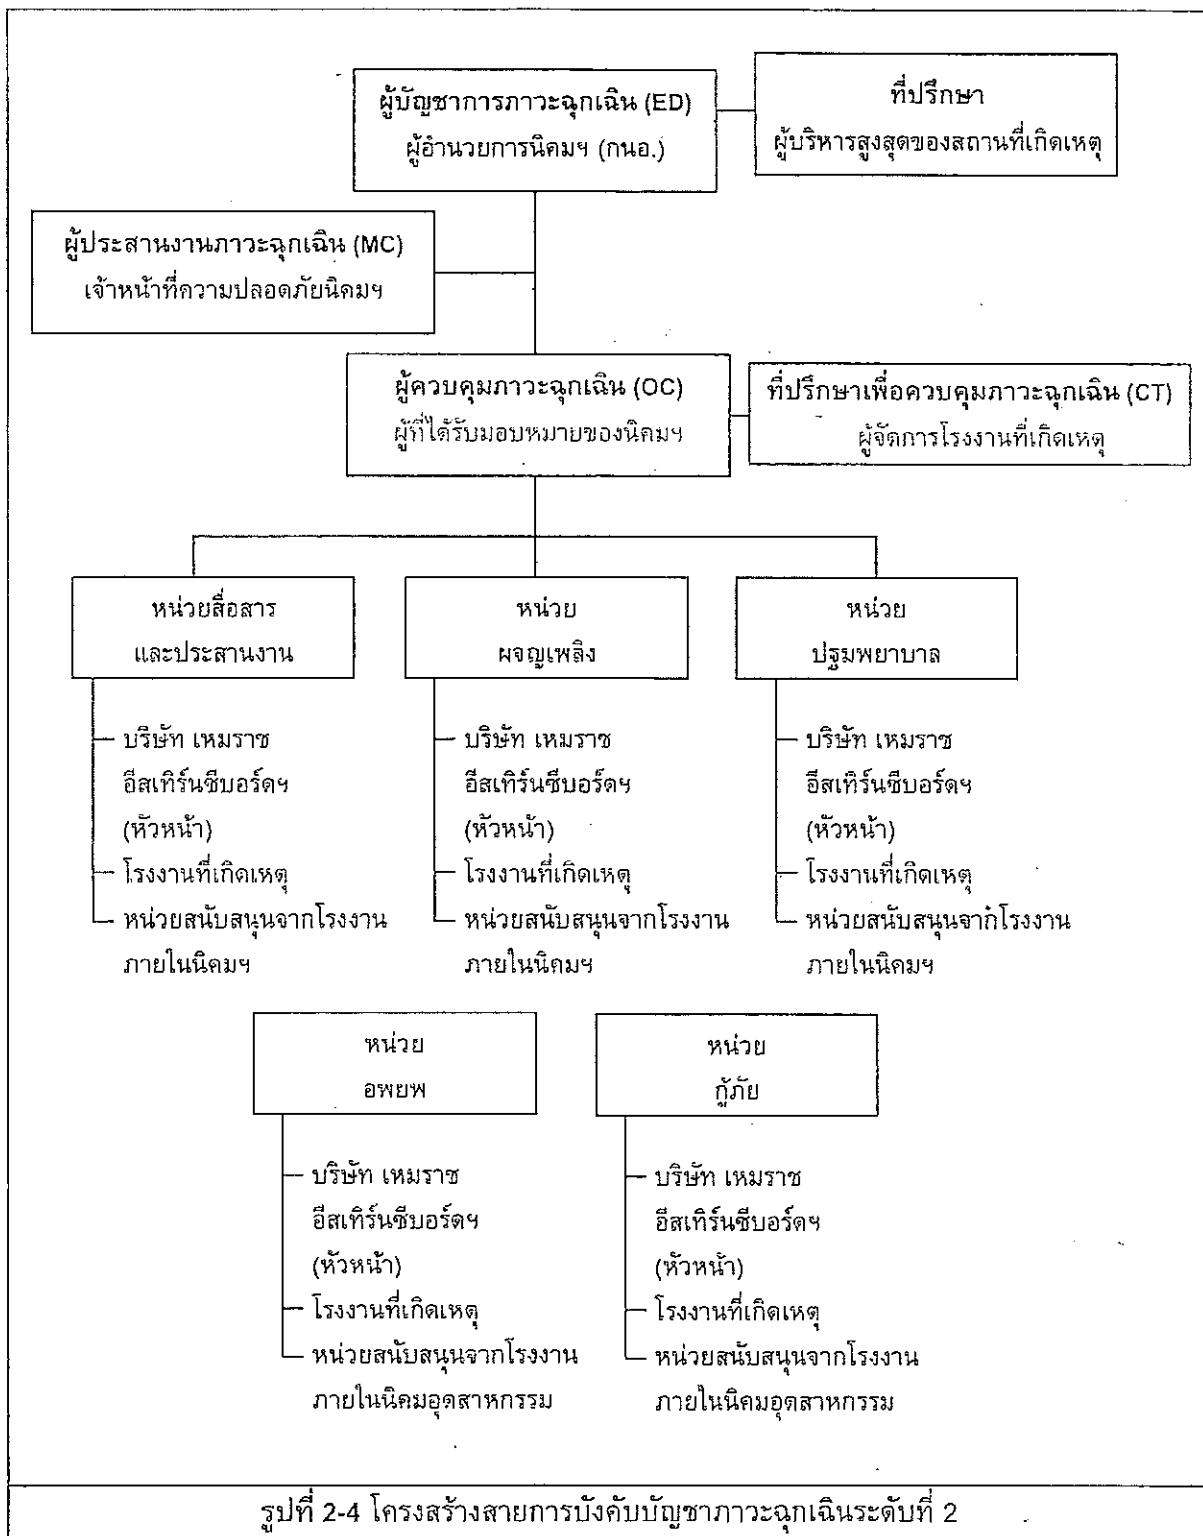 ผู้บัญชาการภาวะฉุกเฉิน (ED)
ผู้อำนวยการนิคมฯ (กนอ.)
ที่ปรึกษา
ผู้บริหารสูงสุดของสถานที่เกิดเหตุ
ผู้ประสานงานภาวะฉุกเฉิน (MC)
เจ้าหน้าที่ความปลอดภัยนิคมฯ
ผู้ควบคุมภาวะฉุกเฉิน (OC)
ผู้ที่ได้รับมอบหมายของนิคมฯ
ที่ปรึกษาเพื่อควบคุมภาวะฉุกเฉิน (CT)
ผู้จัดการโรงงานที่เกิดเหตุ
หน่วยสื่อสาร
และประสานงาน
บริษัท เหมราช
อีสเทิร์นซีบอร์ดฯ
(หัวหน้า)
โรงงานที่เกิดเหตุ
หน่วยสนับสนุนจากโรงงาน
ภายในนิคมฯ
หน่วย
ผจญเพลิง
บริษัท เหมราช
อีสเทิร์นซีบอร์ดฯ
(หัวหน้า)
โรงงานที่เกิดเหตุ
หน่วยสนับสนุนจากโรงงาน
ภายในนิคมฯ
หน่วย
ปฐมพยาบาล
บริษัท เหมราช
อีสเทิร์นซีบอร์ดฯ
(หัวหน้า)
โรงงานที่เกิดเหตุ
หน่วยสนับสนุนจากโรงงาน
ภายในนิคมฯ
หน่วย
อพยพ
บริษัท เหมราช
อีสเทิร์นซีบอร์ดฯ
(หัวหน้า)
โรงงานที่เกิดเหตุ
หน่วยสนับสนุนจากโรงงาน
ภายในนิคมอุตสาหกรรม
หน่วย
กู้ภัย
บริษัท เหมราช
อีสเทิร์นซีบอร์ดฯ
(หัวหน้า)
โรงงานที่เกิดเหตุ
หน่วยสนับสนุนจากโรงงาน
ภายในนิคมอุตสาหกรรม
รูปที่ 2-4 โครงสร้างสายการบังคับบัญชาภาวะฉุกเฉินระดับที่ 2